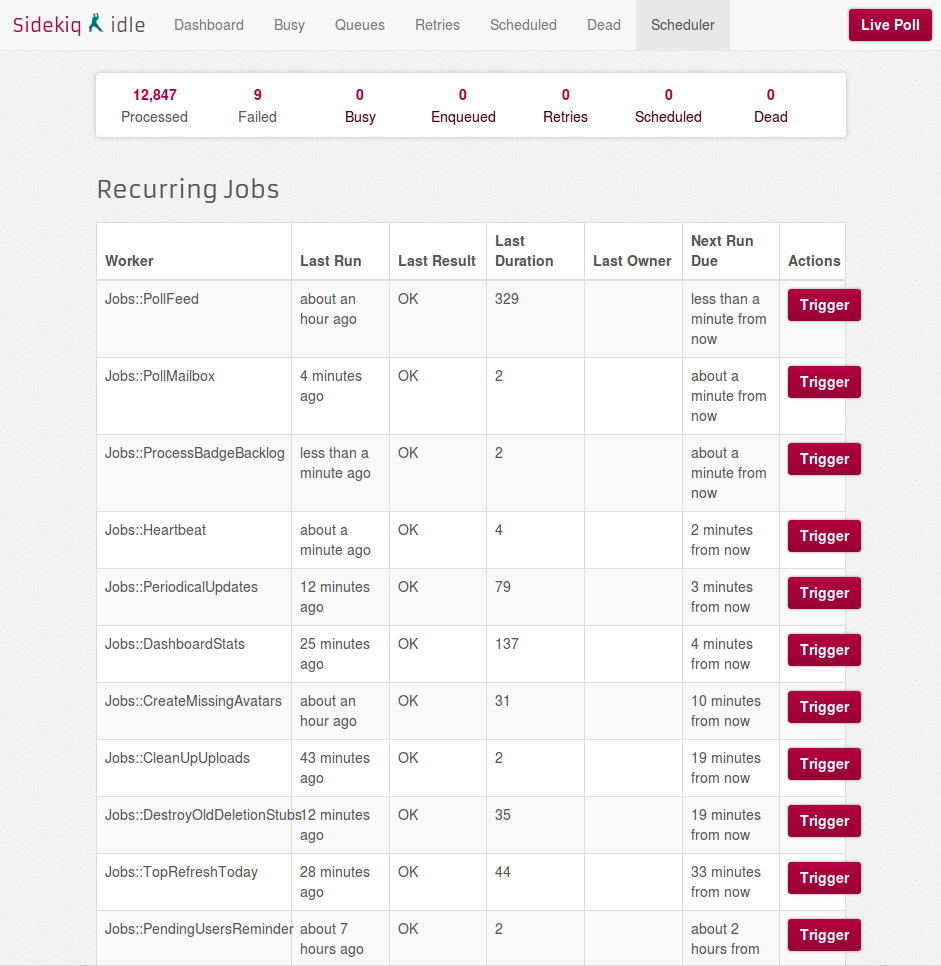 Sidekiq idle Dashboard Busy Queues Retries Scheduled Dead Scheduler Live Poll
12,847 9 0 0 0 0 0
Processed Failed Busy Enqueued Retries Scheduled Dead
Recurring Jobs
Worker Last Run Last Result Last Duration Last Owner Next Run Due Actions
Jobs::PollFeed about an hour ago OK 329 less than a minute from now Trigger
Jobs::PollMailbox 4 minutes ago OK 2 about a minute from now Trigger
Jobs::ProcessBadgeBacklog less than a minute ago OK 2 about a minute from now Trigger
Jobs::Heartbeat about a minute ago OK 4 2 minutes from now Trigger
Jobs::PeriodicalUpdates 12 minutes ago OK 79 3 minutes from now Trigger
Jobs::DashboardStats 25 minutes ago OK 137 4 minutes from now Trigger
Jobs::CreateMissingAvatars about an hour ago OK 31 10 minutes from now Trigger
Jobs::CleanUpUploads 43 minutes ago OK 2 19 minutes from now Trigger
Jobs::DestroyOldDeletionStubs 12 minutes ago OK 35 19 minutes from now Trigger
Jobs::TopRefreshToday 28 minutes ago OK 44 33 minutes from now Trigger
Jobs::PendingUsersReminder about 7 hours ago OK 2 about 2 hours from Trigger